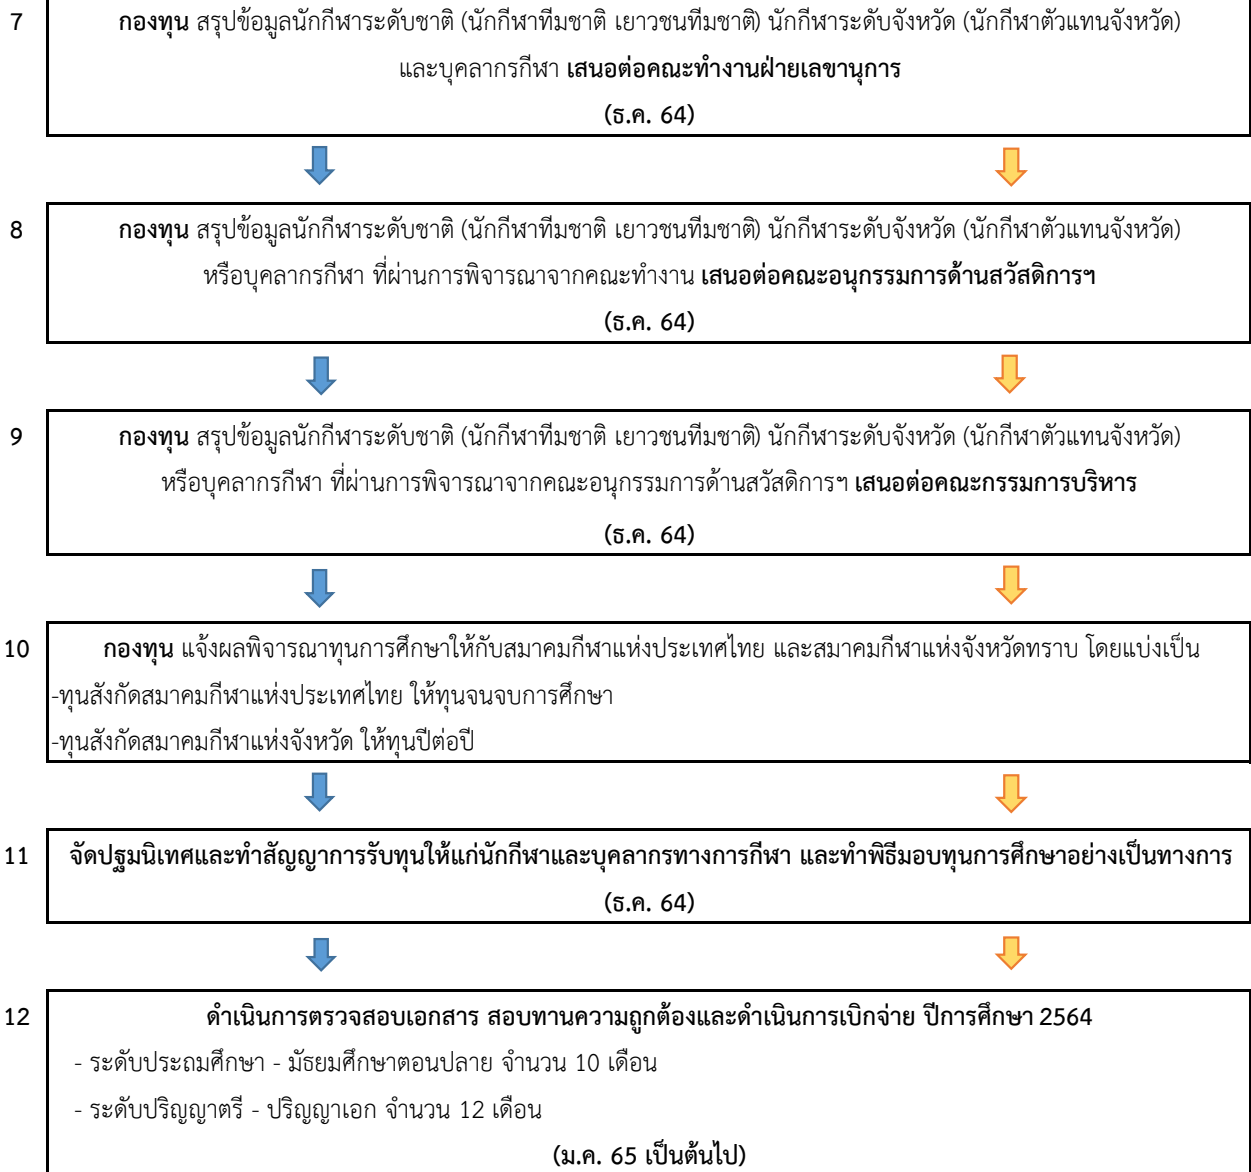 7
กองทุน สรุปข้อมูลนักกีฬาระดับชาติ (นักกีฬาทีมชาติ เยาวชนทีมชาติ) นักกีฬาระดับจังหวัด (นักกีฬาตัวแทนจังหวัด)
และบุคลากรกีฬา เสนอต่อคณะทำงานฝ่ายเลขานุการ
(ธ.ค. 64)
8
กองทุน สรุปข้อมูลนักกีฬาระดับชาติ (นักกีฬาทีมชาติ เยาวชนทีมชาติ) นักกีฬาระดับจังหวัด (นักกีฬาตัวแทนจังหวัด)
หรือบุคลากรกีฬา ที่ผ่านการพิจารณาจากคณะทำงาน เสนอต่อคณะอนุกรรมการด้านสวัสดิการฯ
(ธ.ค. 64)
9
กองทุน สรุปข้อมูลนักกีฬาระดับชาติ (นักกีฬาทีมชาติ เยาวชนทีมชาติ) นักกีฬาระดับจังหวัด (นักกีฬาตัวแทนจังหวัด)
หรือบุคลากรกีฬา ที่ผ่านการพิจารณาจากคณะอนุกรรมการด้านสวัสดิการฯ เสนอต่อคณะกรรมการบริหาร
(ธ.ค. 64)
10
กองทุน แจ้งผลพิจารณาทุนการศึกษาให้กับสมาคมกีฬาแห่งประเทศไทย และสมาคมกีฬาแห่งจังหวัดทราบ โดยแบ่งเป็น
-ทุนสังกัดสมาคมกีฬาแห่งประเทศไทย ให้ทุนจนจบการศึกษา
-ทุนสังกัดสมาคมกีฬาแห่งจังหวัด ให้ทุนปีต่อปี
11
จัดปฐมนิเทศและทำสัญญาการรับทุนให้แก่นักกีฬาและบุคลากรทางการกีฬา และทำพิธีมอบทุนการศึกษาอย่างเป็นทางการ
(ธ.ค. 64)
12
ดำเนินการตรวจสอบเอกสาร สอบทานความถูกต้องและดำเนินการเบิกจ่าย ปีการศึกษา 2564
- ระดับประถมศึกษา - มัธยมศึกษาตอนปลาย จำนวน 10 เดือน
- ระดับปริญญาตรี - ปริญญาเอก จำนวน 12 เดือน
(ม.ค. 65 เป็นต้นไป)